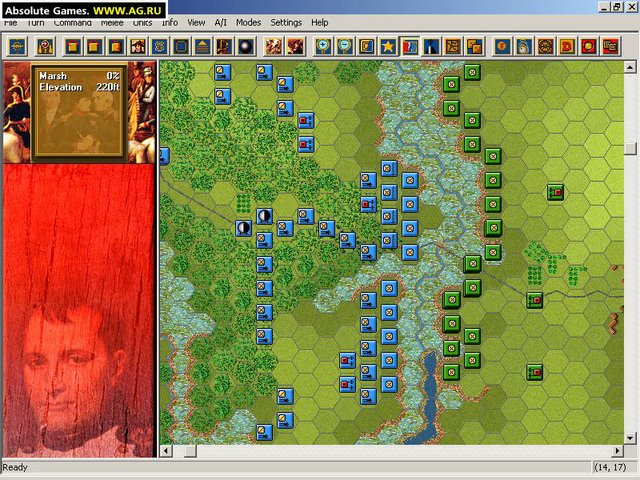 Absolute Games. WWW.AG.RU
File Turn Command Melee Units Info View A/I Modes Settings Help
Marsh 0%
Elevation 220ft
Ready (14, 17)